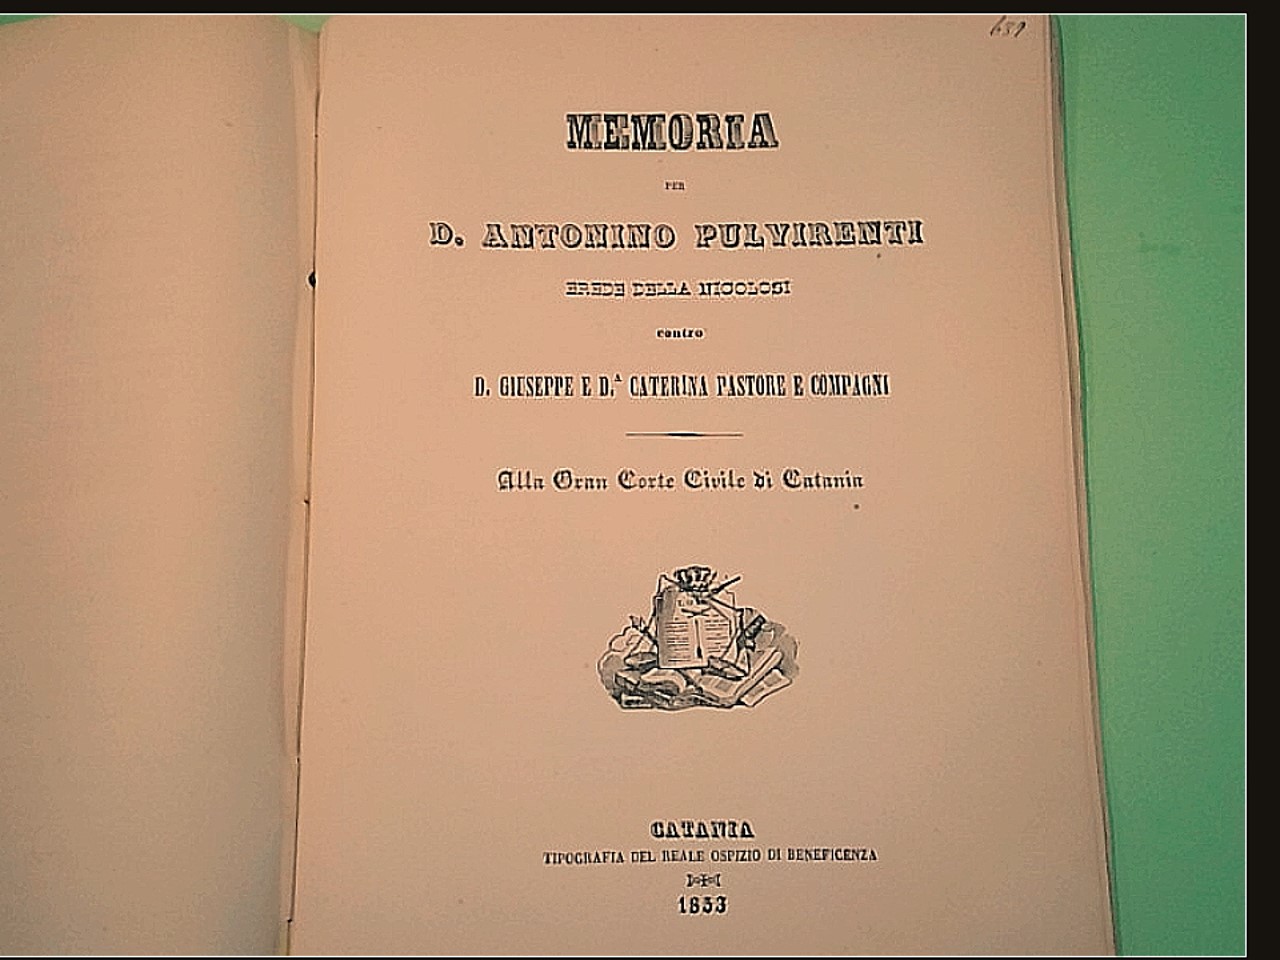 639
MEMORIA
PER
D. ANTONINO PULVIRENTI
EREDE DELLA NICOLOSI
contro
D. GIUSEPPE E D.ᴬ CATERINA PASTORE E COMPAGNI
Alla Gran Corte Civile di Catania
CATANIA
TIPOGRAFIA DEL REALE OSPIZIO DI BENEFICENZA
1853